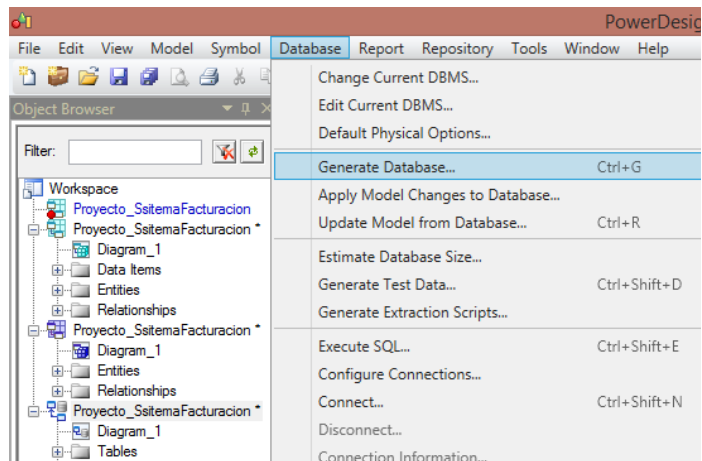 PowerDesig
File Edit View Model Symbol Database Report Repository Tools Window Help
Object Browser
Filter:
Workspace
Proyecto_SsitemaFacturacion
Proyecto_SsitemaFacturacion *
Diagram_1
Data Items
Entities
Relationships
Proyecto_SsitemaFacturacion *
Diagram_1
Entities
Relationships
Proyecto_SsitemaFacturacion *
Diagram_1
Tables
Change Current DBMS...
Edit Current DBMS...
Default Physical Options...
Generate Database... Ctrl+G
Apply Model Changes to Database...
Update Model from Database... Ctrl+R
Estimate Database Size...
Generate Test Data... Ctrl+Shift+D
Generate Extraction Scripts...
Execute SQL... Ctrl+Shift+E
Configure Connections...
Connect... Ctrl+Shift+N
Disconnect...
Connection Information...